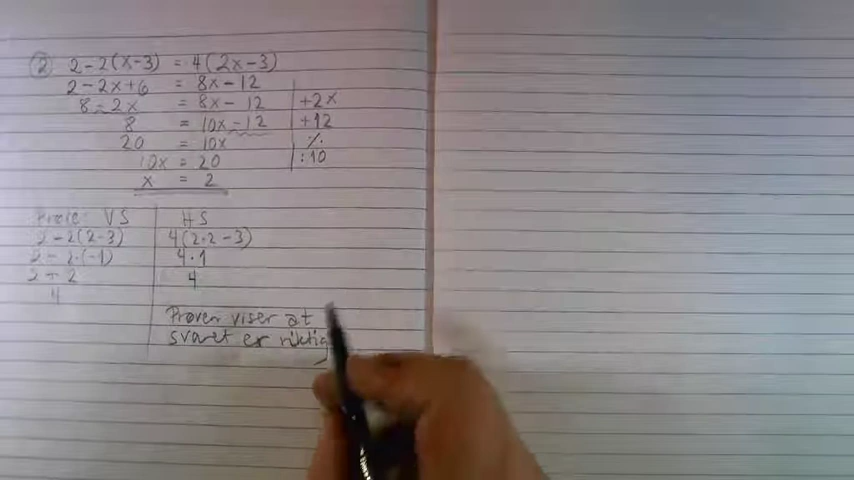 2 2-2(x-3) = 4(2x-3)
2-2x+6 = 8x-12
8-2x = 8x-12 | +2x
8 = 10x-12 | +12
20 = 10x | %.
10x = 20 | :10
x = 2
Prøve: VS | HS
2-2(2-3) | 4(2·2-3)
2-2·(-1) | 4·1
2+2 | 4
4
Prøven viser at
svaret er riktig